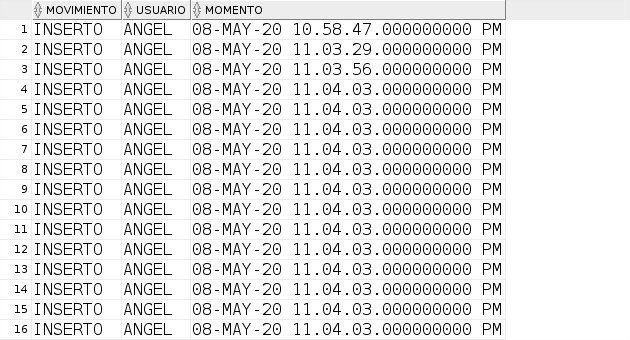 MOVIMIENTO USUARIO MOMENTO
1 INSERTO ANGEL 08-MAY-20 10.58.47.000000000 PM
2 INSERTO ANGEL 08-MAY-20 11.03.29.000000000 PM
3 INSERTO ANGEL 08-MAY-20 11.03.56.000000000 PM
4 INSERTO ANGEL 08-MAY-20 11.04.03.000000000 PM
5 INSERTO ANGEL 08-MAY-20 11.04.03.000000000 PM
6 INSERTO ANGEL 08-MAY-20 11.04.03.000000000 PM
7 INSERTO ANGEL 08-MAY-20 11.04.03.000000000 PM
8 INSERTO ANGEL 08-MAY-20 11.04.03.000000000 PM
9 INSERTO ANGEL 08-MAY-20 11.04.03.000000000 PM
10 INSERTO ANGEL 08-MAY-20 11.04.03.000000000 PM
11 INSERTO ANGEL 08-MAY-20 11.04.03.000000000 PM
12 INSERTO ANGEL 08-MAY-20 11.04.03.000000000 PM
13 INSERTO ANGEL 08-MAY-20 11.04.03.000000000 PM
14 INSERTO ANGEL 08-MAY-20 11.04.03.000000000 PM
15 INSERTO ANGEL 08-MAY-20 11.04.03.000000000 PM
16 INSERTO ANGEL 08-MAY-20 11.04.03.000000000 PM